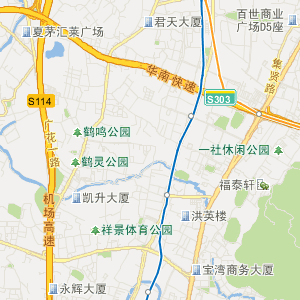 君天大厦
百世商业
广场D5座
夏茅汇莱广场
华南快速
集贤路
S114
S303
广花一路
鹤鸣公园
一社休闲公园
鹤灵公园
福泰轩
凯升大厦
机场高速
洪英楼
祥景体育公园
宝湾商务大厦
永辉大厦